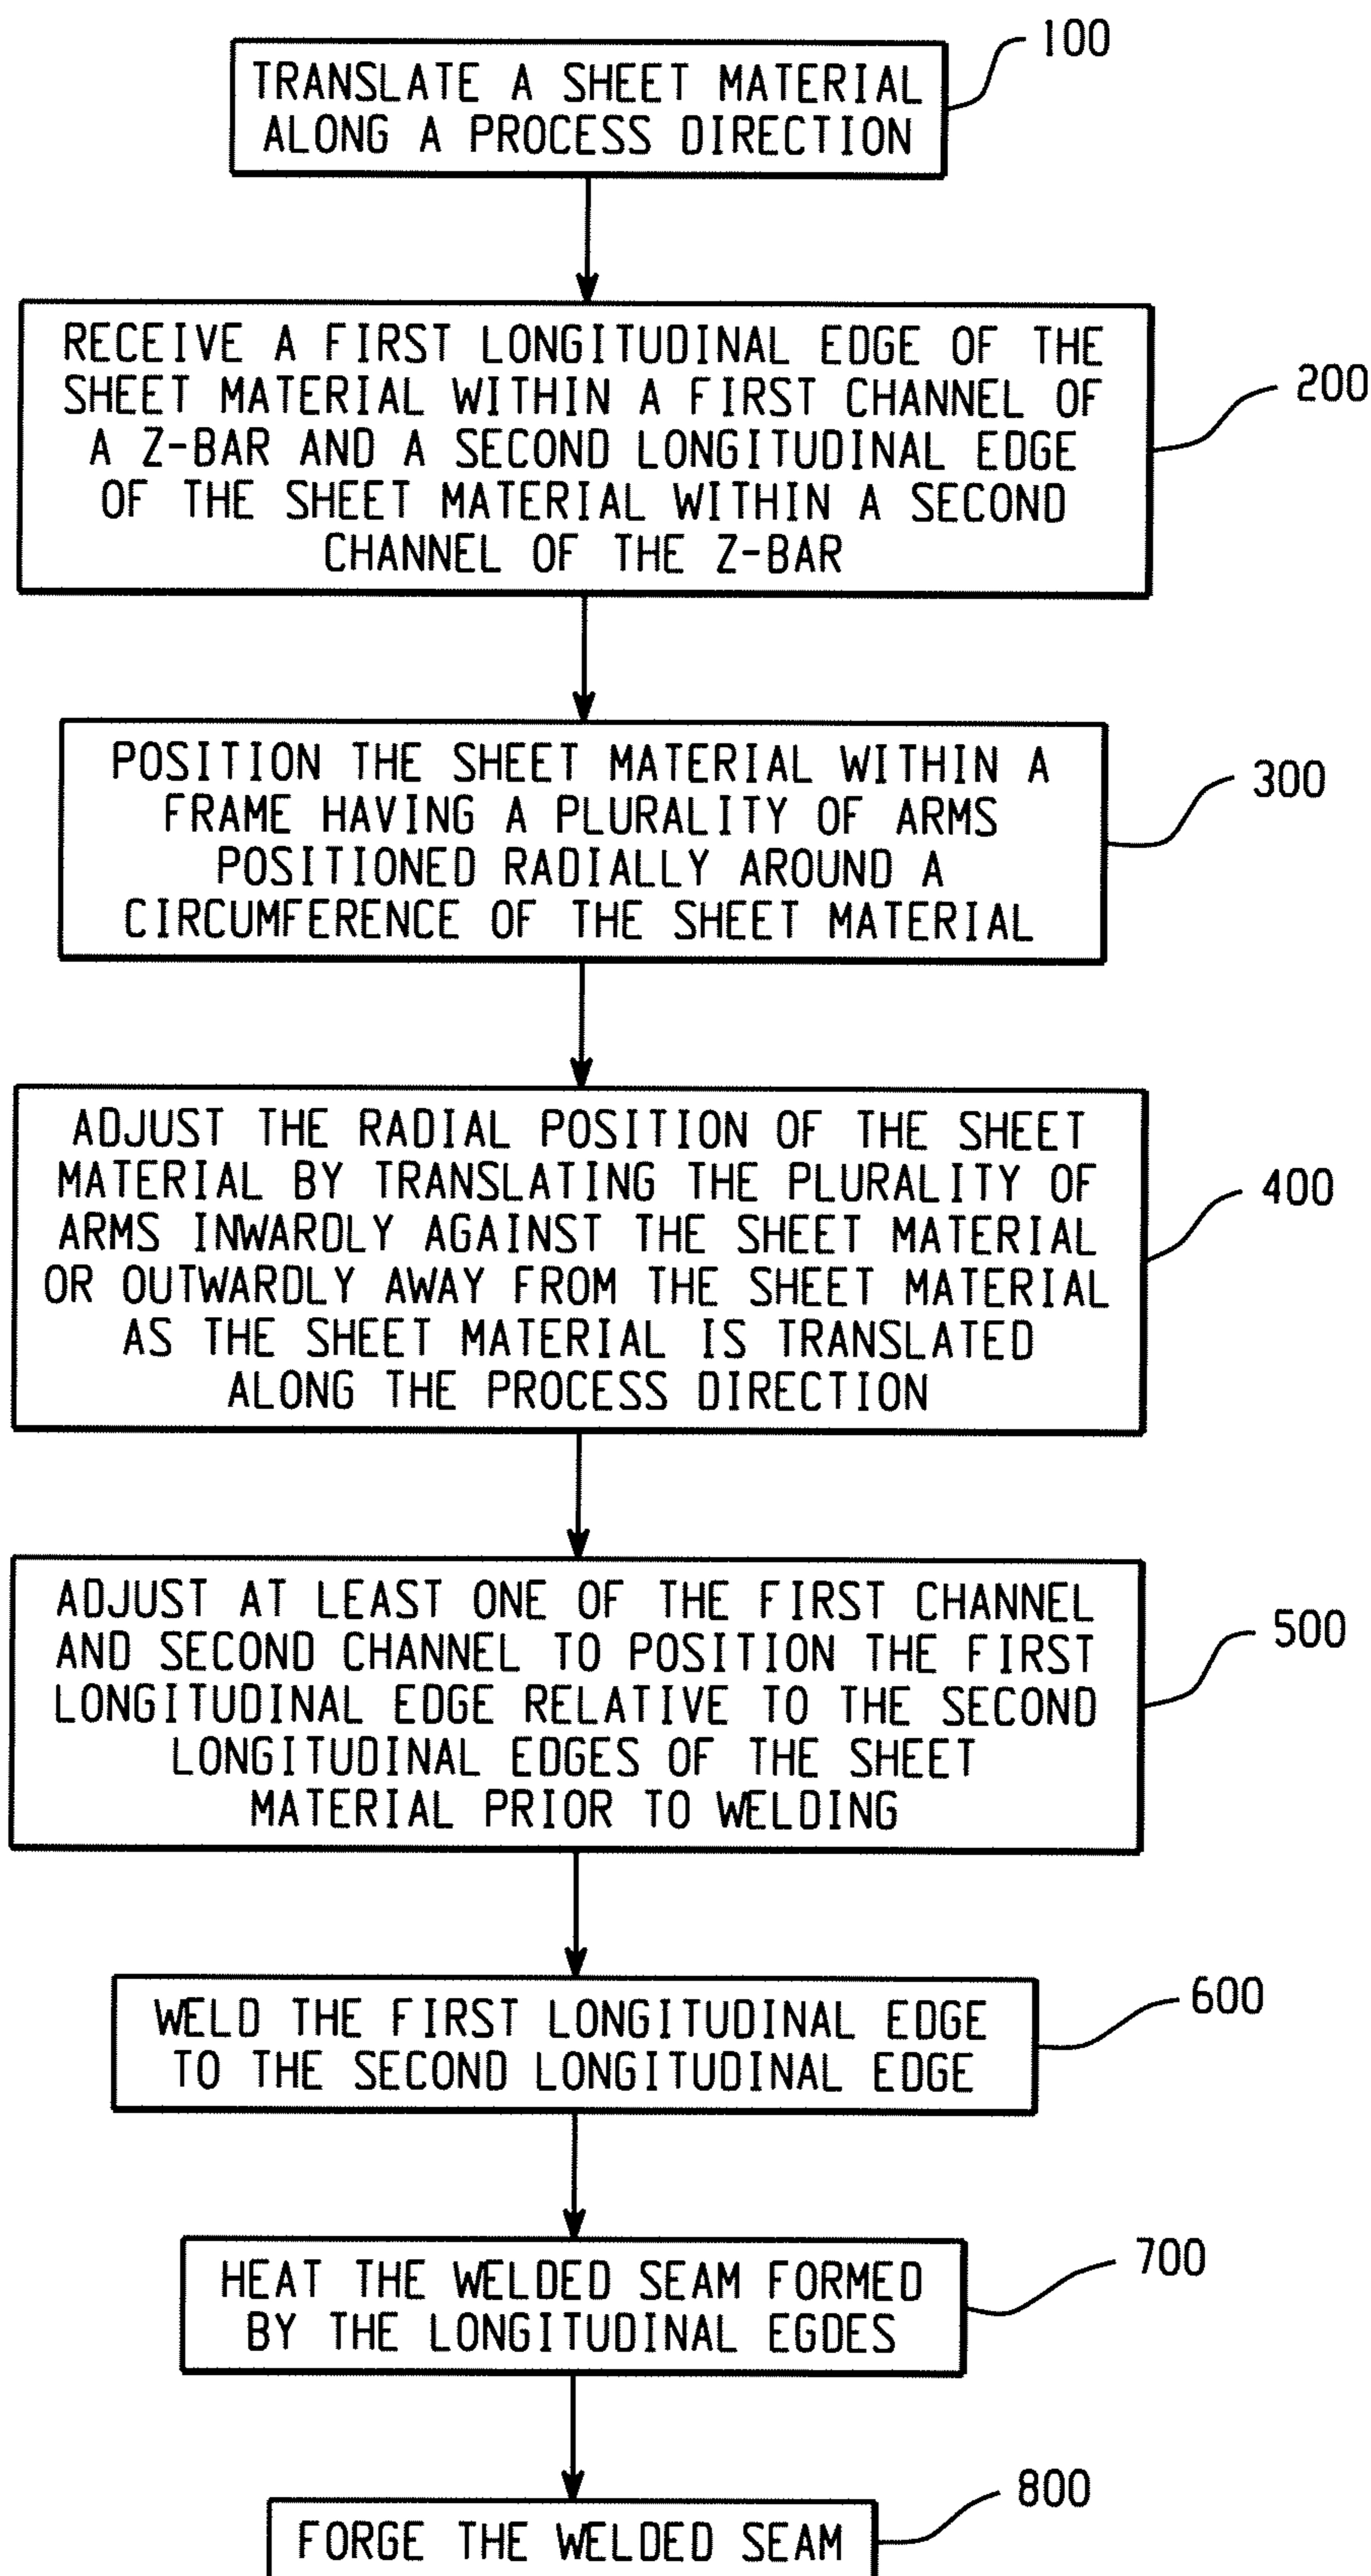 100
TRANSLATE A SHEET MATERIAL
ALONG A PROCESS DIRECTION
RECEIVE A FIRST LONGITUDINAL EDGE OF THE
SHEET MATERIAL WITHIN A FIRST CHANNEL OF
A Z-BAR AND A SECOND LONGITUDINAL EDGE
OF THE SHEET MATERIAL WITHIN A SECOND
CHANNEL OF THE Z-BAR
200
POSITION THE SHEET MATERIAL WITHIN A
FRAME HAVING A PLURALITY OF ARMS
POSITIONED RADIALLY AROUND A
CIRCUMFERENCE OF THE SHEET MATERIAL
300
ADJUST THE RADIAL POSITION OF THE SHEET
MATERIAL BY TRANSLATING THE PLURALITY OF
ARMS INWARDLY AGAINST THE SHEET MATERIAL
OR OUTWARDLY AWAY FROM THE SHEET MATERIAL
AS THE SHEET MATERIAL IS TRANSLATED
ALONG THE PROCESS DIRECTION
400
ADJUST AT LEAST ONE OF THE FIRST CHANNEL
AND SECOND CHANNEL TO POSITION THE FIRST
LONGITUDINAL EDGE RELATIVE TO THE SECOND
LONGITUDINAL EDGES OF THE SHEET
MATERIAL PRIOR TO WELDING
500
WELD THE FIRST LONGITUDINAL EDGE
TO THE SECOND LONGITUDINAL EDGE
600
HEAT THE WELDED SEAM FORMED
BY THE LONGITUDINAL EGDES
700
800
FORGE THE WELDED SEAM